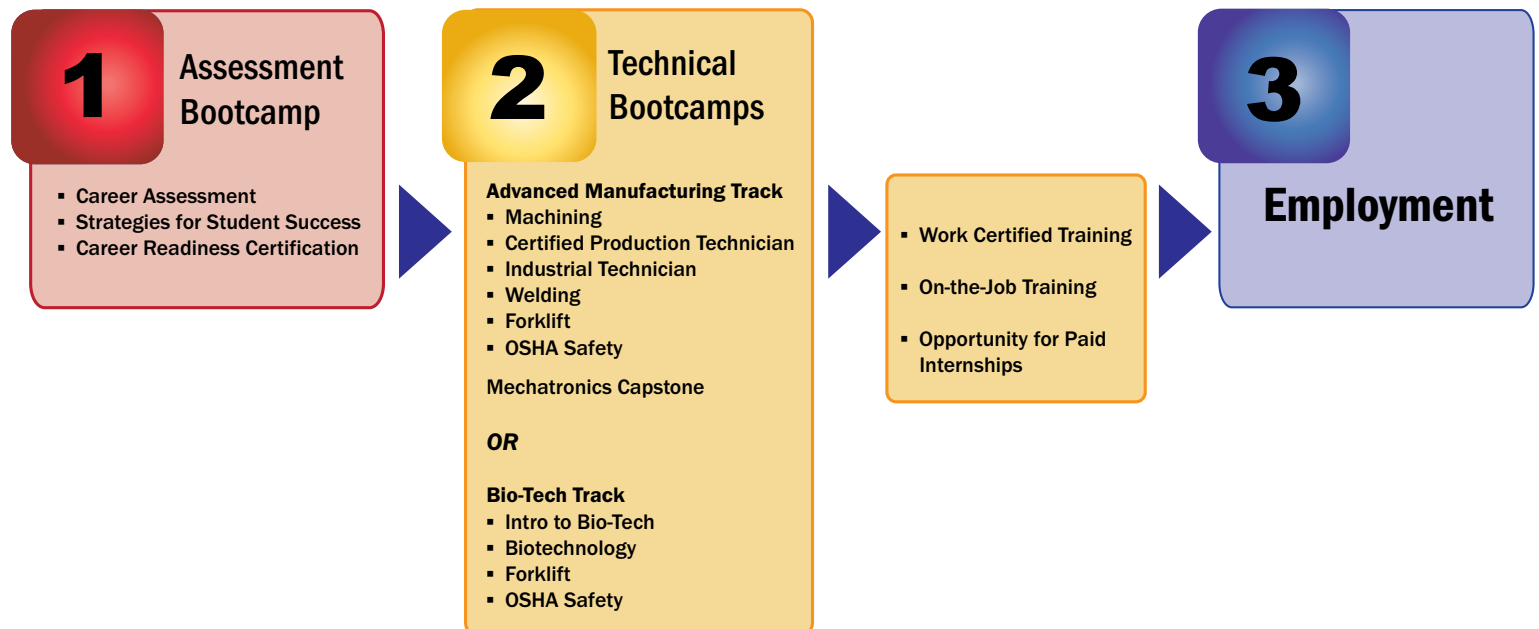 1
Assessment
Bootcamp
▪ Career Assessment
▪ Strategies for Student Success
▪ Career Readiness Certification
2
Technical
Bootcamps
Advanced Manufacturing Track
▪ Machining
▪ Certified Production Technician
▪ Industrial Technician
▪ Welding
▪ Forklift
▪ OSHA Safety
Mechatronics Capstone
OR
Bio-Tech Track
▪ Intro to Bio-Tech
▪ Biotechnology
▪ Forklift
▪ OSHA Safety
▪ Work Certified Training
▪ On-the-Job Training
▪ Opportunity for Paid
Internships
3
Employment